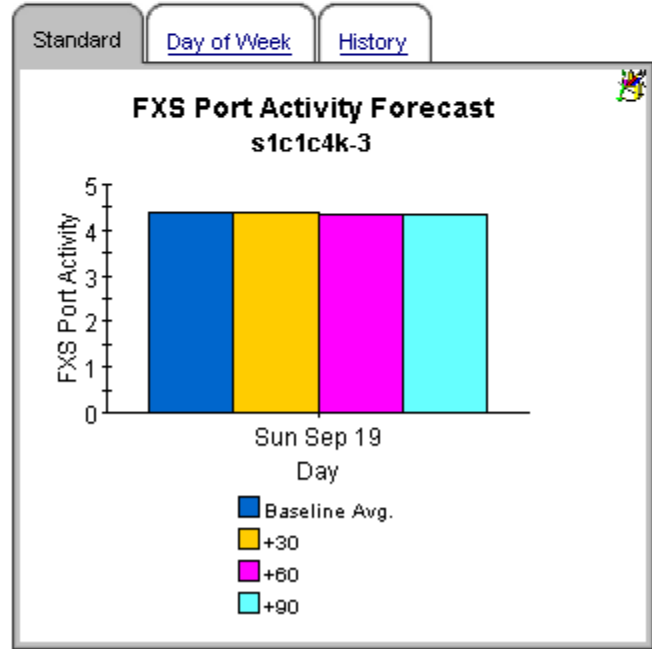 Standard Day of Week History
FXS Port Activity Forecast
s1c1c4k-3
5
4
3
2
1
0
FXS Port Activity
Sun Sep 19
Day
Baseline Avg.
+30
+60
+90